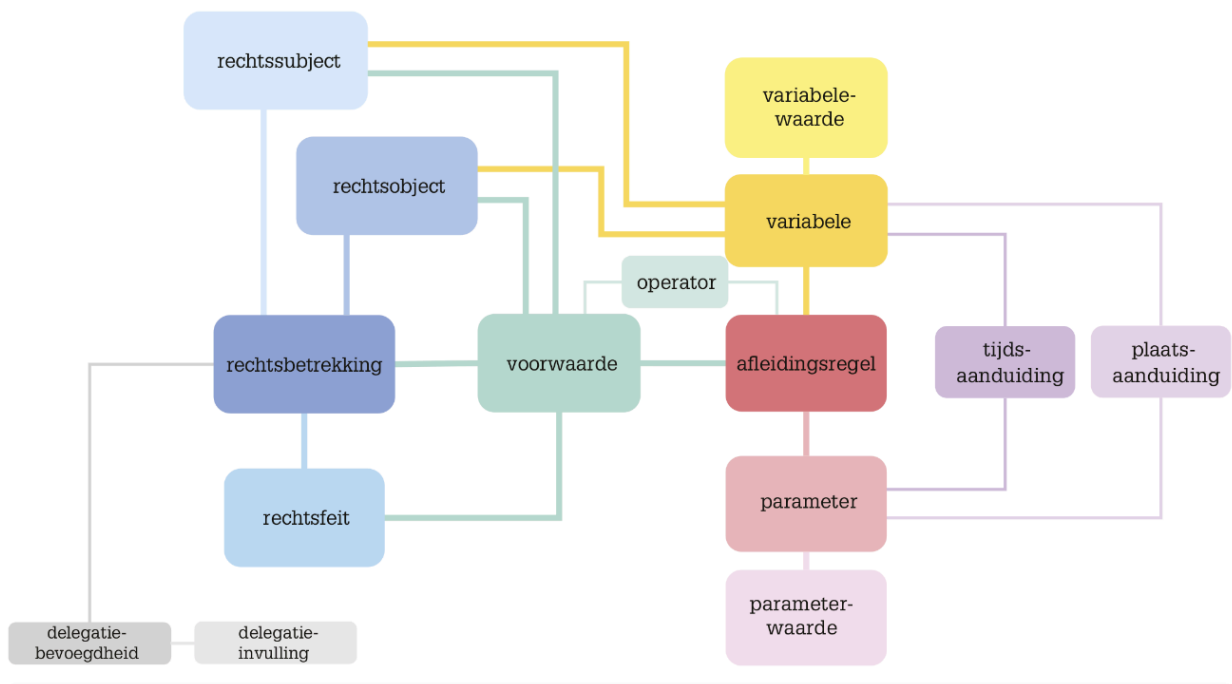 rechtssubject
variabele-
waarde
rechtsobject
variabele
operator
rechtsbetrekking
voorwaarde
afleidingsregel
tijds-
aanduiding
plaats-
aanduiding
rechtsfeit
parameter
parameter-
waarde
delegatie-
bevoegdheid
delegatie-
invulling